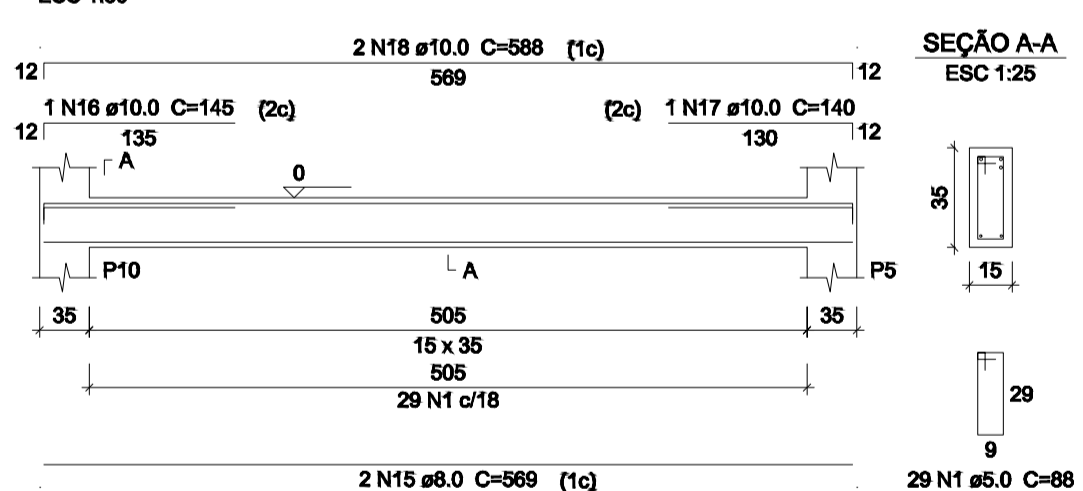 2 N18 ø10.0 C=588 (1c)
SEÇÃO A-A
12
569
12
ESC 1:25
1 N16 ø10.0 C=145 (2c)
(2c) 1 N17 ø10.0 C=140
12
135
130
12
A
0
35
P10
A
P5
15
35
505
35
15 x 35
505
29 N1 c/18
29
9
2 N15 ø8.0 C=569 (1c)
29 N1 ø5.0 C=88